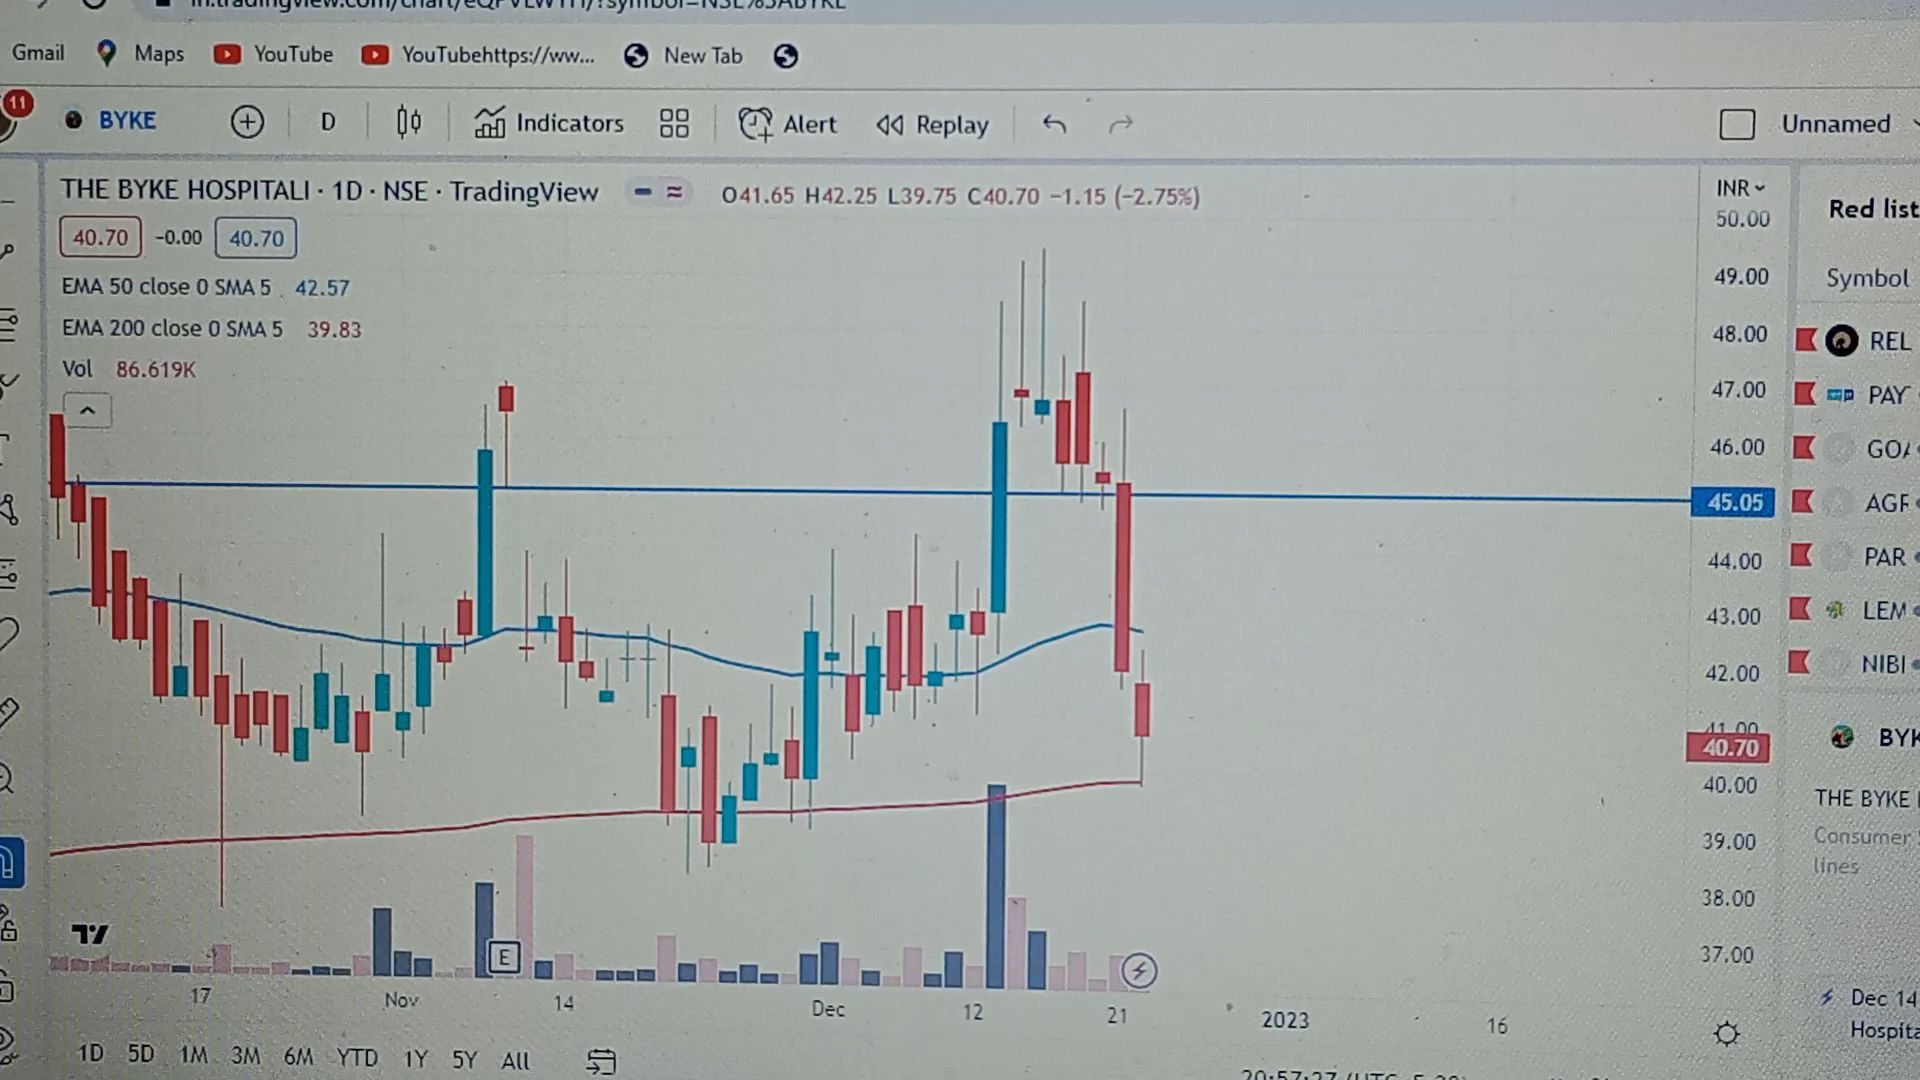 Gmail Maps YouTube YouTubehttps://ww... New Tab
11 BYKE D Indicators Alert Replay Unnamed
THE BYKE HOSPITALI · 1D · NSE · TradingView O41.65 H42.25 L39.75 C40.70 −1.15 (−2.75%)
40.70 -0.00 40.70
EMA 50 close 0 SMA 5 42.57
EMA 200 close 0 SMA 5 39.83
Vol 86.619K
INR
50.00
49.00
48.00
47.00
46.00
45.05
44.00
43.00
42.00
41.00
40.70
40.00
39.00
38.00
37.00
E
17 Nov 14 Dec 12 21 2023 16
1D 5D 1M 3M 6M YTD 1Y 5Y All
Red list
Symbol
REL
PAY
GOA
AGF
PAR
LEM
NIBI
BYK
THE BYKE
Consumer
lines
Dec 14
Hospita